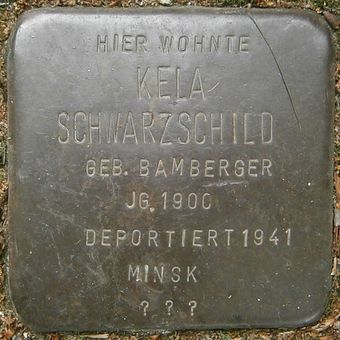 HIER WOHNTE
KELA
SCHWARZSCHILD
GEB. BAMBERGER
JG. 1900
DEPORTIERT 1941
MINSK
? ? ?